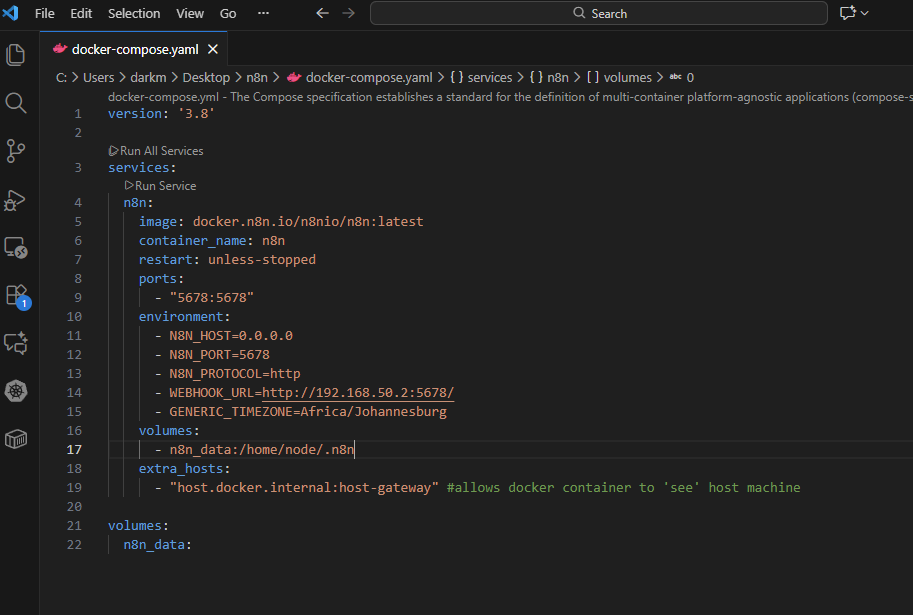 File Edit Selection View Go ··· Search
docker-compose.yaml
C: > Users > darkm > Desktop > n8n > docker-compose.yaml > { } services > { } n8n > [ ] volumes > abc 0
docker-compose.yml - The Compose specification establishes a standard for the definition of multi-container platform-agnostic applications (compose-s
1 version: '3.8'
2
Run All Services
3 services:
Run Service
4   n8n:
5     image: docker.n8n.io/n8nio/n8n:latest
6     container_name: n8n
7     restart: unless-stopped
8     ports:
9       - "5678:5678"
10     environment:
11       - N8N_HOST=0.0.0.0
12       - N8N_PORT=5678
13       - N8N_PROTOCOL=http
14       - WEBHOOK_URL=http://192.168.50.2:5678/
15       - GENERIC_TIMEZONE=Africa/Johannesburg
16     volumes:
17       - n8n_data:/home/node/.n8n
18     extra_hosts:
19       - "host.docker.internal:host-gateway" #allows docker container to 'see' host machine
20
21 volumes:
22   n8n_data:
1